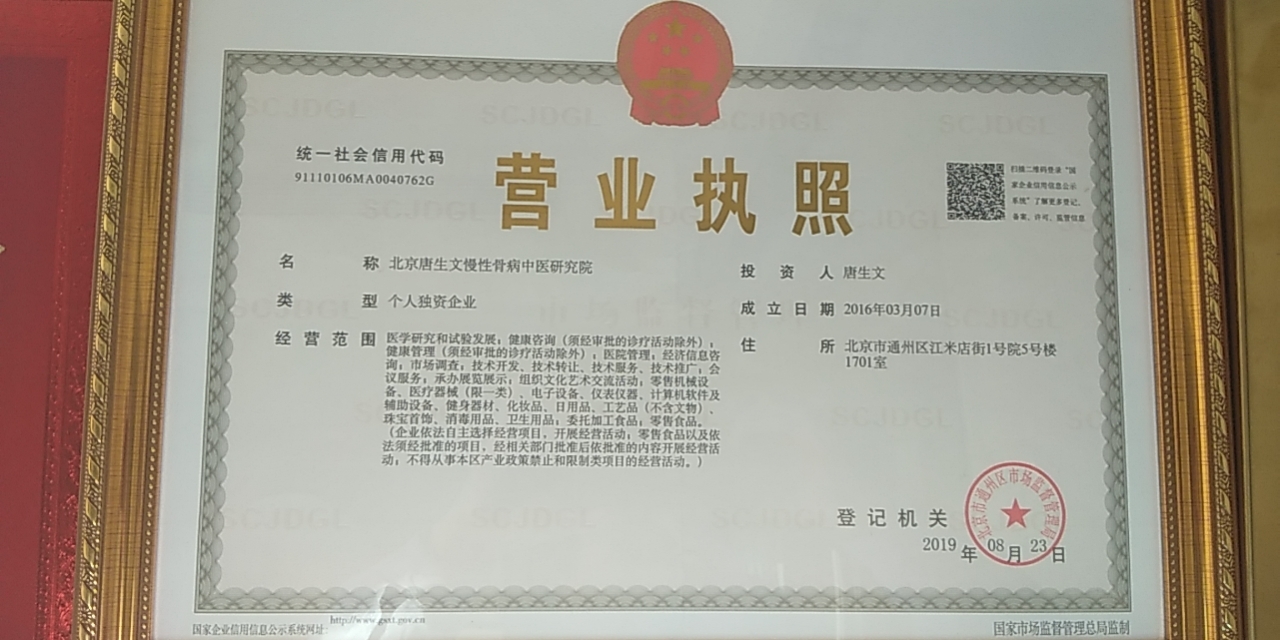 统一社会信用代码
91110106MA0040762G
营业执照
扫描二维码登录“国
家企业信用信息公示
系统”了解更多登记、
备案、许可、监管信息
名称 北京唐生文慢性骨病中医研究院
类型 个人独资企业
经营范围 医学研究和试验发展；健康咨询（须经审批的诊疗活动除外）；
健康管理（须经审批的诊疗活动除外）；医院管理；经济信息咨
询；市场调查；技术开发、技术转让、技术服务、技术推广；会
议服务；承办展览展示；组织文化艺术交流活动；零售机械设
备、医疗器械（限一类）、电子设备、仪表仪器、计算机软件及
辅助设备、健身器材、化妆品、日用品、工艺品（不含文物）、
珠宝首饰、消毒用品、卫生用品；委托加工食品；零售食品。
（企业依法自主选择经营项目，开展经营活动；零售食品以及依
法须经批准的项目，经相关部门批准后依批准的内容开展经营活
动；不得从事本区产业政策禁止和限制类项目的经营活动。）
投资人 唐生文
成立日期 2016年03月07日
住所 北京市通州区江米店街1号院5号楼
1701室
登记机关
北京市通州区市场监督管理局
2019年08月23日
国家企业信用信息公示系统网址：http://www.gsxt.gov.cn
国家市场监督管理总局监制